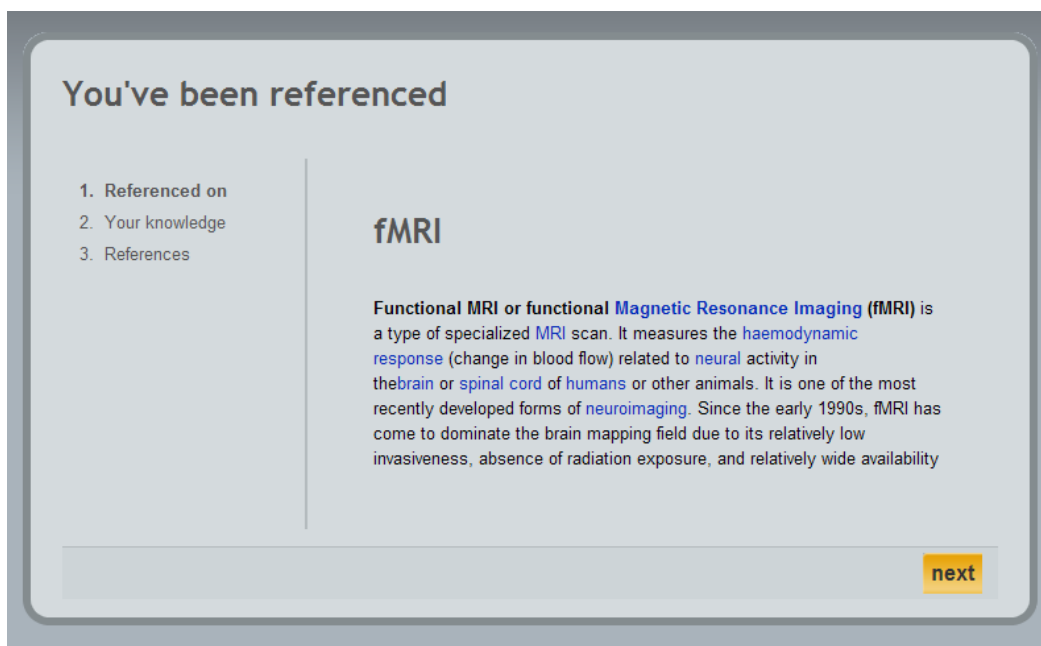 You've been referenced
1. Referenced on
2. Your knowledge
3. References
fMRI
Functional MRI or functional Magnetic Resonance Imaging (fMRI) is
a type of specialized MRI scan. It measures the haemodynamic
response (change in blood flow) related to neural activity in
thebrain or spinal cord of humans or other animals. It is one of the most
recently developed forms of neuroimaging. Since the early 1990s, fMRI has
come to dominate the brain mapping field due to its relatively low
invasiveness, absence of radiation exposure, and relatively wide availability
next